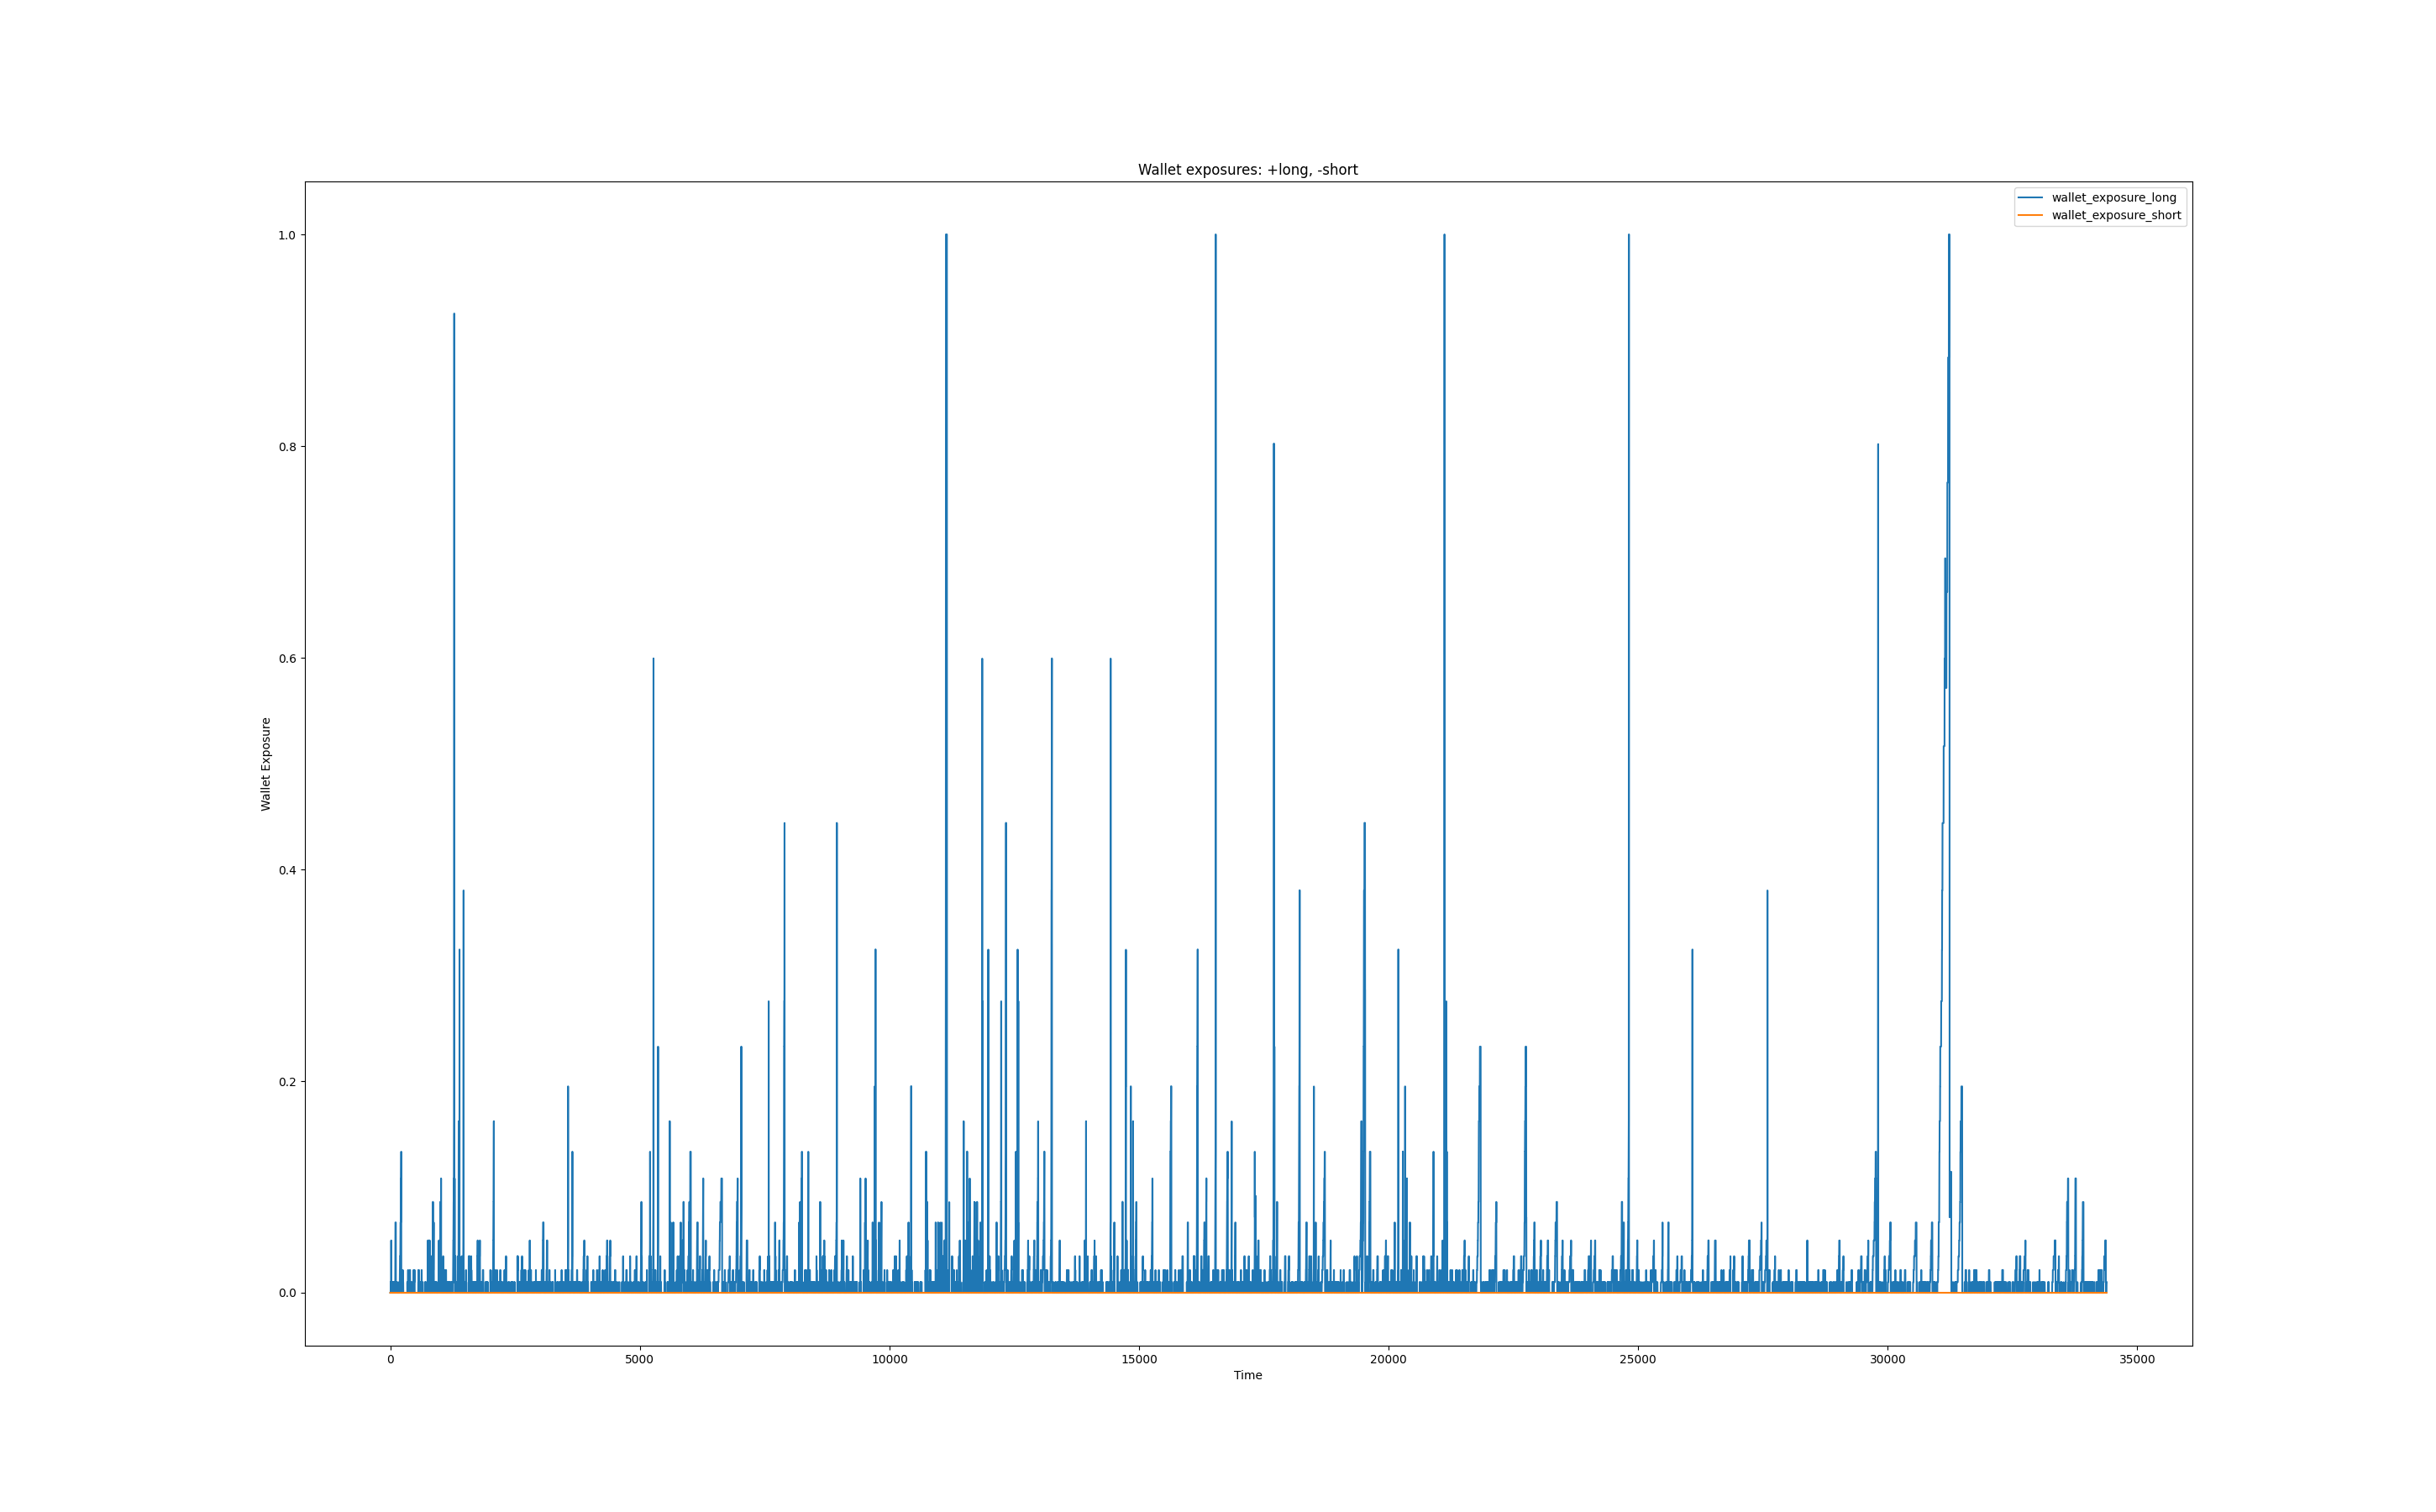 Wallet exposures: +long, -short
wallet_exposure_long
wallet_exposure_short
1.0
0.8
0.6
0.4
0.2
0.0
Wallet Exposure
0 5000 10000 15000 20000 25000 30000 35000
Time